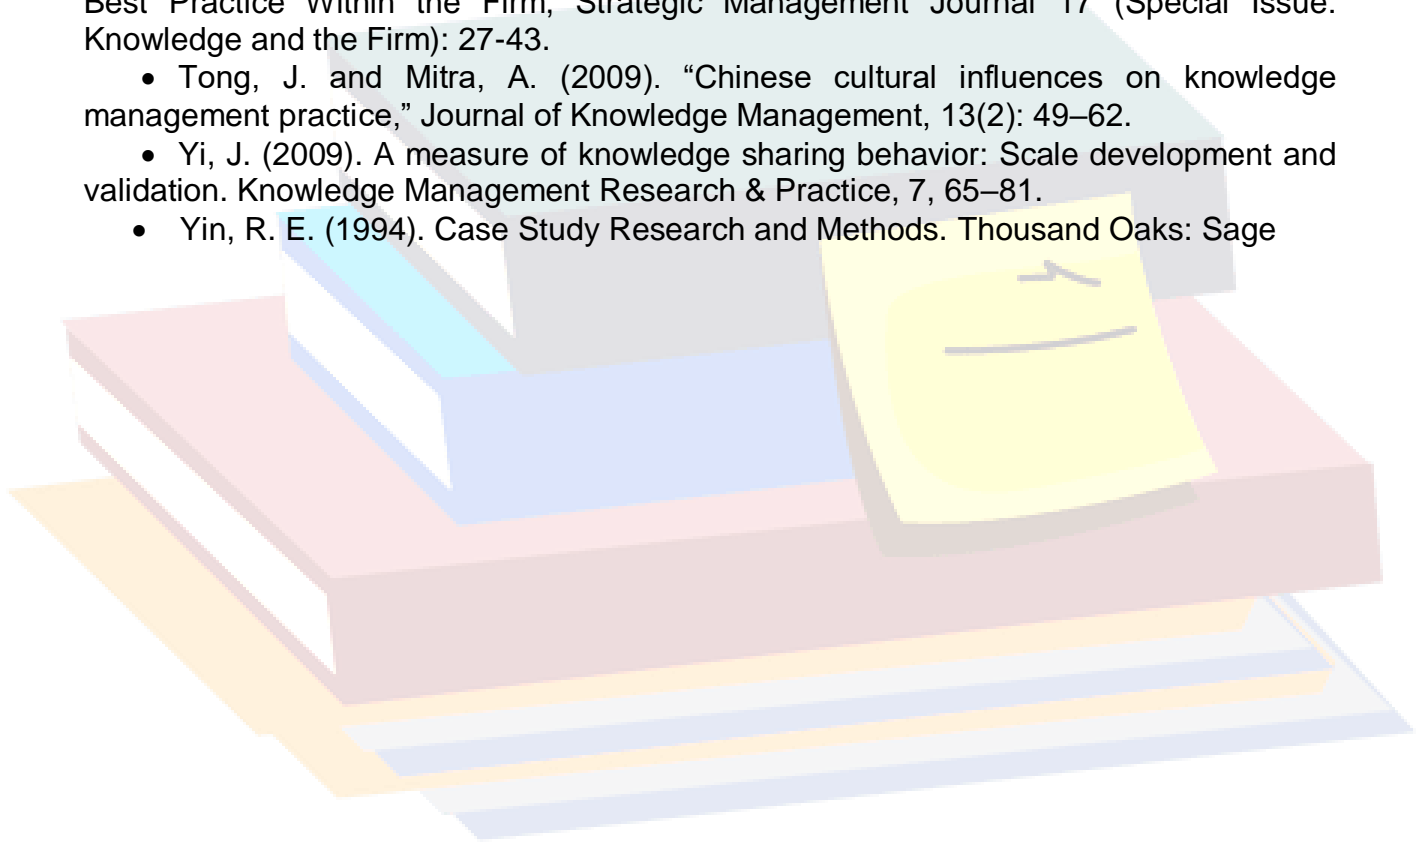 Best Practice Within the Firm, Strategic Management Journal 17 (Special Issue:
Knowledge and the Firm): 27-43.
• Tong, J. and Mitra, A. (2009). “Chinese cultural influences on knowledge
management practice,” Journal of Knowledge Management, 13(2): 49–62.
• Yi, J. (2009). A measure of knowledge sharing behavior: Scale development and
validation. Knowledge Management Research & Practice, 7, 65–81.
• Yin, R. E. (1994). Case Study Research and Methods. Thousand Oaks: Sage